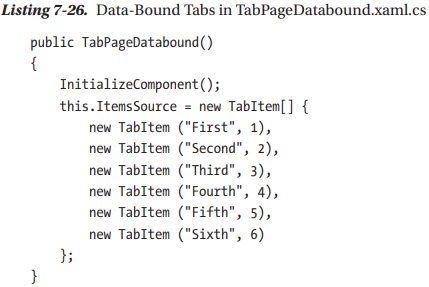 Listing 7-26. Data-Bound Tabs in TabPageDatabound.xaml.cs
public TabPageDatabound()
{
InitializeComponent();
this.ItemsSource = new TabItem[] {
new TabItem ("First", 1),
new TabItem ("Second", 2),
new TabItem ("Third", 3),
new TabItem ("Fourth", 4),
new TabItem ("Fifth", 5),
new TabItem ("Sixth", 6)
};
}